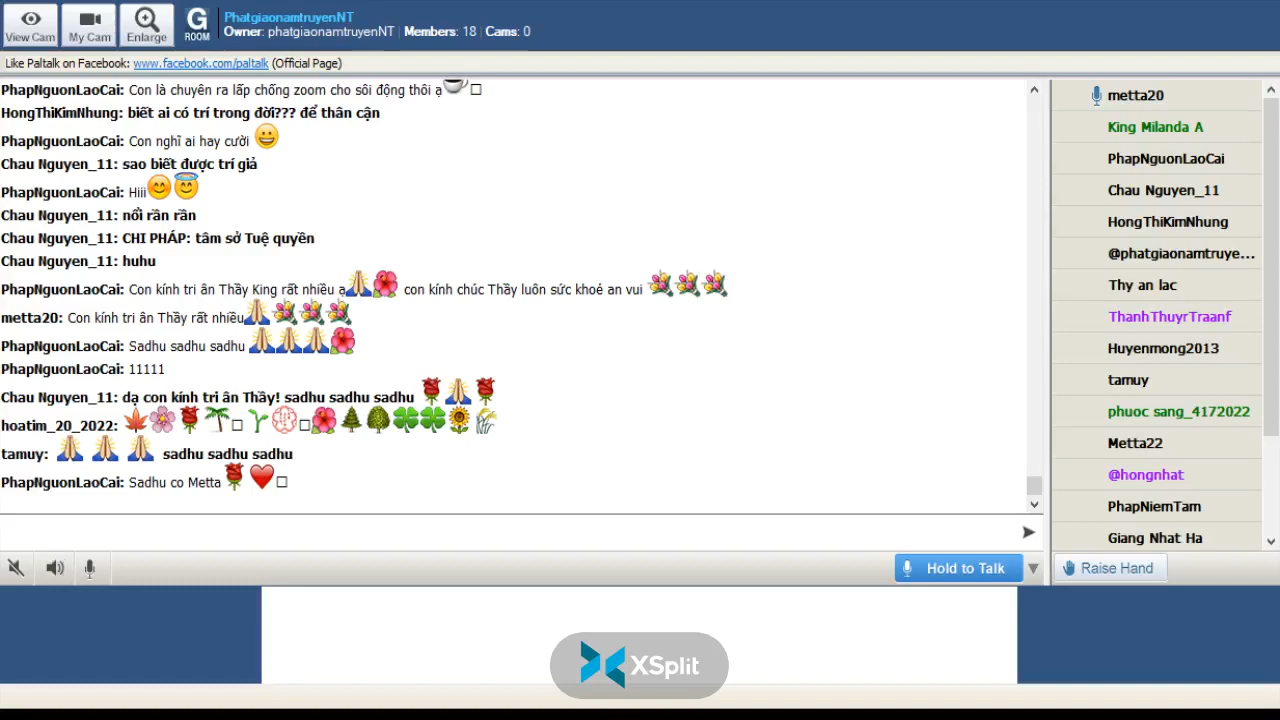 View Cam
My Cam
Enlarge
G
ROOM
PhatgiaonamtruyenNT
Owner: phatgiaonamtruyenNT | Members: 18 | Cams: 0
Like Paltalk on Facebook: www.facebook.com/paltalk (Official Page)
PhapNguonLaoCai: Con là chuyên ra lấp chống zoom cho sôi động thôi ạ
HongThiKimNhung: biết ai có trí trong đời??? để thân cận
PhapNguonLaoCai: Con nghĩ ai hay cười
Chau Nguyen_11: sao biết được trí giả
PhapNguonLaoCai: Hiii
Chau Nguyen_11: nổi rần rần
Chau Nguyen_11: CHI PHÁP: tâm sở Tuệ quyền
Chau Nguyen_11: huhu
PhapNguonLaoCai: Con kính tri ân Thầy King rất nhiều ạ con kính chúc Thầy luôn sức khoẻ an vui
metta20: Con kính tri ân Thầy rất nhiều
PhapNguonLaoCai: Sadhu sadhu sadhu
PhapNguonLaoCai: 11111
Chau Nguyen_11: dạ con kính tri ân Thầy! sadhu sadhu sadhu
hoatim_20_2022:
tamuy: sadhu sadhu sadhu
PhapNguonLaoCai: Sadhu co Metta
metta20
King Milanda A
PhapNguonLaoCai
Chau Nguyen_11
HongThiKimNhung
@phatgiaonamtruye...
Thy an lac
ThanhThuyrTraanf
Huyenmong2013
tamuy
phuoc sang_4172022
Metta22
@hongnhat
PhapNiemTam
Giang Nhat Ha
Hold to Talk
Raise Hand
XSplit